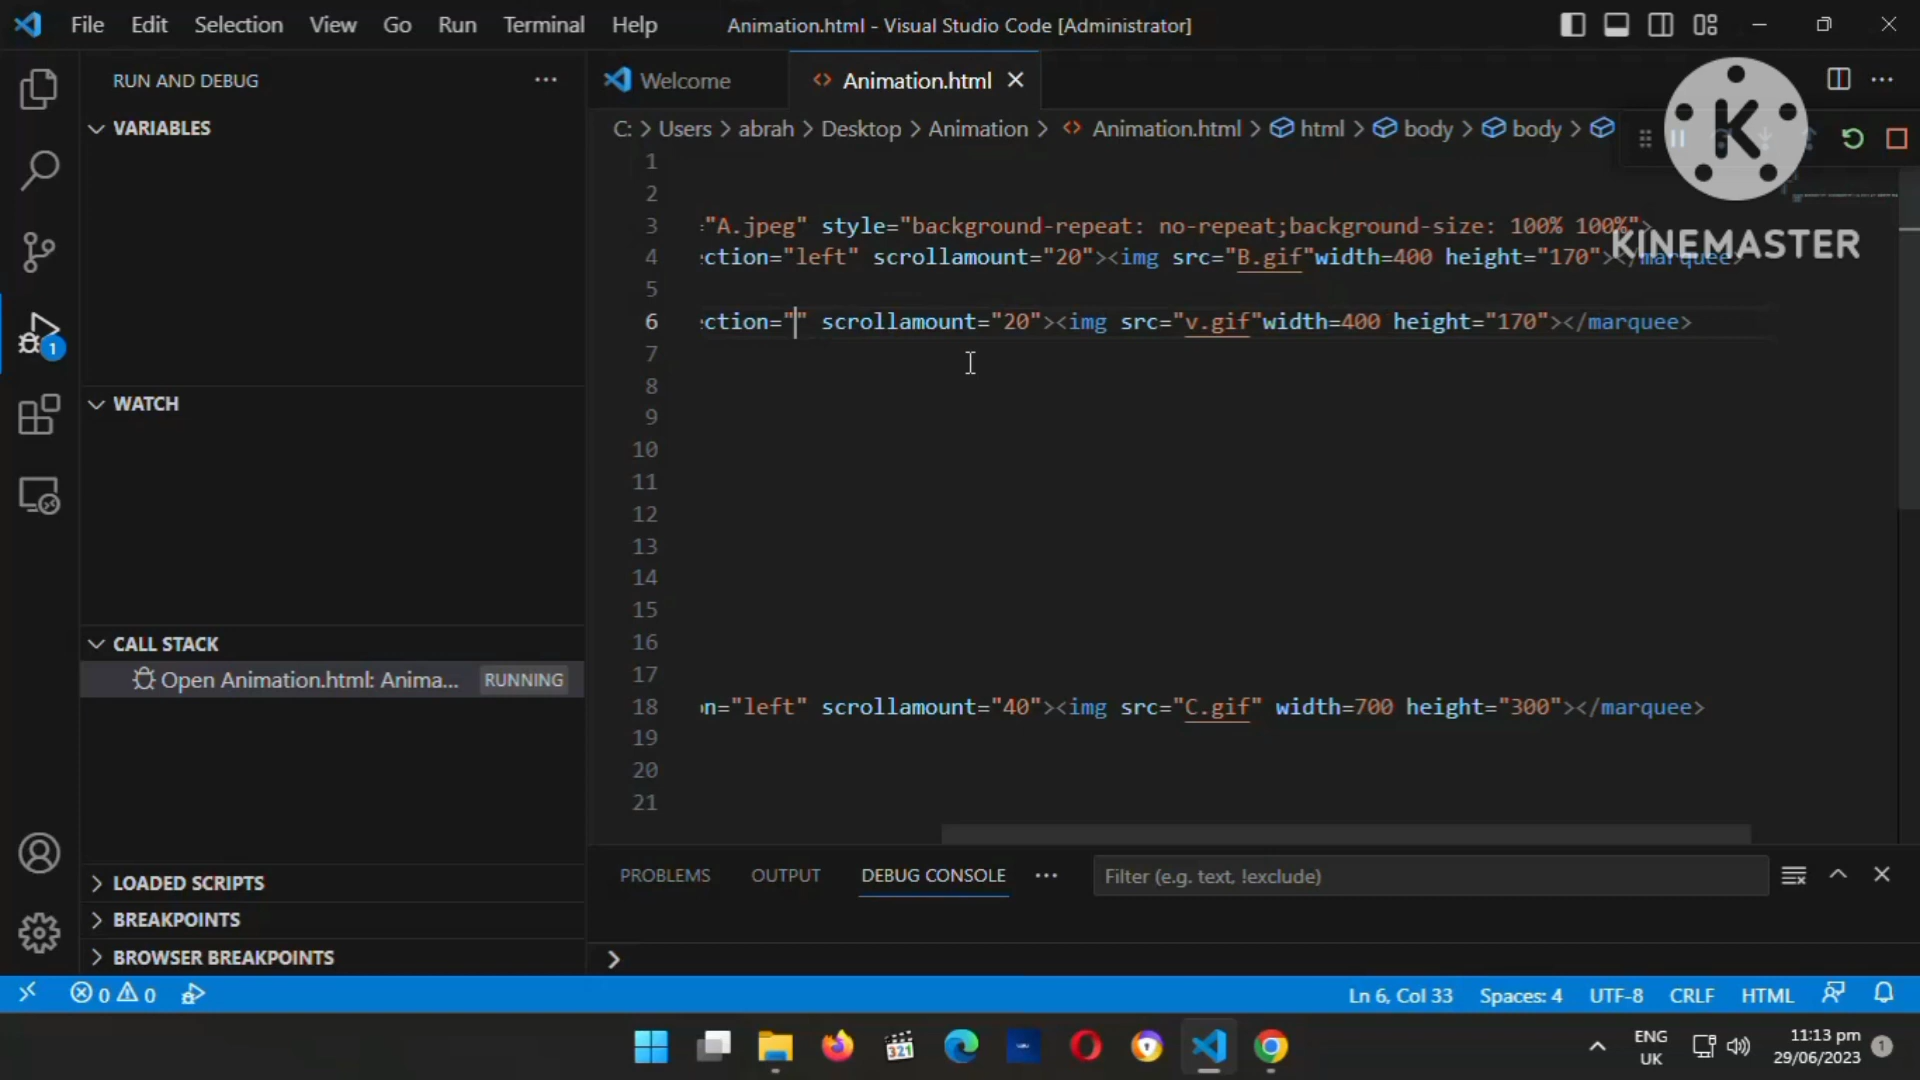 File Edit Selection View Go Run Terminal Help Animation.html - Visual Studio Code [Administrator]
RUN AND DEBUG
VARIABLES
WATCH
CALL STACK
Open Animation.html: Anima... RUNNING
LOADED SCRIPTS
BREAKPOINTS
BROWSER BREAKPOINTS
Welcome Animation.html
C: > Users > abrah > Desktop > Animation > Animation.html > html > body > body >
K
KINEMASTER
1
2
3 ="A.jpeg" style="background-repeat: no-repeat;background-size: 100% 100%">
4 ction="left" scrollamount="20"><img src="B.gif"width=400 height="170"></marquee>
5
6 ction="" scrollamount="20"><img src="v.gif"width=400 height="170"></marquee>
7
8
9
10
11
12
13
14
15
16
17
18 on="left" scrollamount="40"><img src="C.gif" width=700 height="300"></marquee>
19
20
21
PROBLEMS OUTPUT DEBUG CONSOLE Filter (e.g. text, !exclude)
1
0 0 Ln 6, Col 33 Spaces: 4 UTF-8 CRLF HTML
321
ENG
UK
11:13 pm
29/06/2023
1